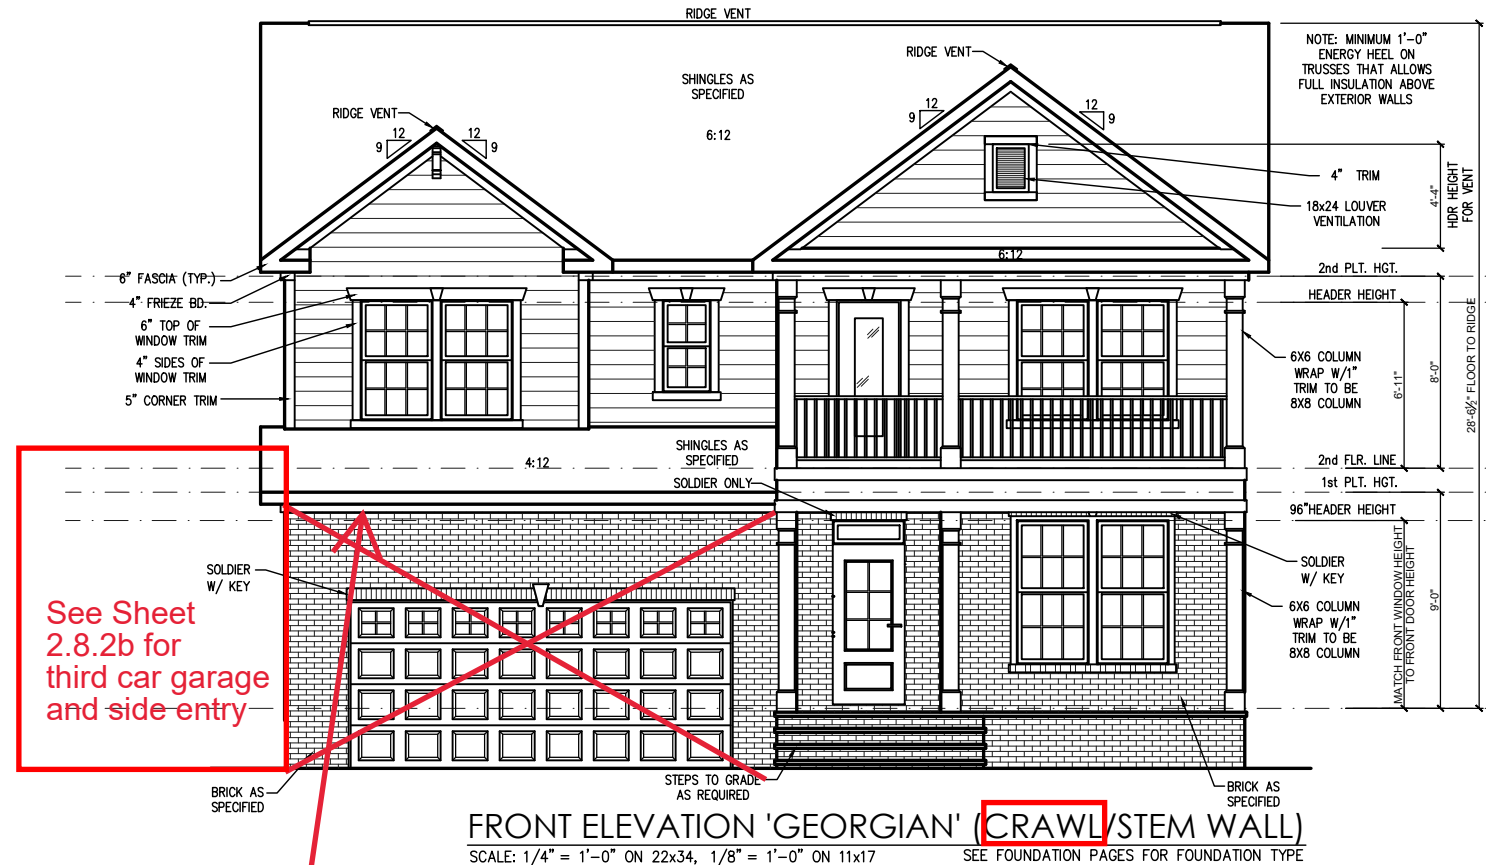 RIDGE VENT
NOTE: MINIMUM 1'-0"
ENERGY HEEL ON
TRUSSES THAT ALLOWS
FULL INSULATION ABOVE
EXTERIOR WALLS
RIDGE VENT
SHINGLES AS
SPECIFIED
6:12
RIDGE VENT
12
9
12
9
12
9
12
9
4" TRIM
18x24 LOUVER
VENTILATION
4'-4"
HDR HEIGHT
FOR VENT
6:12
2nd PLT. HGT.
HEADER HEIGHT
6" FASCIA (TYP.)
4" FRIEZE BD.
6" TOP OF
WINDOW TRIM
4" SIDES OF
WINDOW TRIM
5" CORNER TRIM
6X6 COLUMN
WRAP W/1"
TRIM TO BE
8X8 COLUMN
6'-11"
8'-0"
28'-6½" FLOOR TO RIDGE
SHINGLES AS
SPECIFIED
4:12
2nd FLR. LINE
1st PLT. HGT.
SOLDIER ONLY
96"HEADER HEIGHT
SOLDIER
W/ KEY
SOLDIER
W/ KEY
See Sheet
2.8.2b for
third car garage
and side entry
6X6 COLUMN
WRAP W/1"
TRIM TO BE
8X8 COLUMN
MATCH FRONT WINDOW HEIGHT
TO FRONT DOOR HEIGHT
9'-0"
STEPS TO GRADE
AS REQUIRED
BRICK AS
SPECIFIED
BRICK AS
SPECIFIED
FRONT ELEVATION 'GEORGIAN' (CRAWL/STEM WALL)
SCALE: 1/4" = 1'-0" ON 22x34, 1/8" = 1'-0" ON 11x17
SEE FOUNDATION PAGES FOR FOUNDATION TYPE